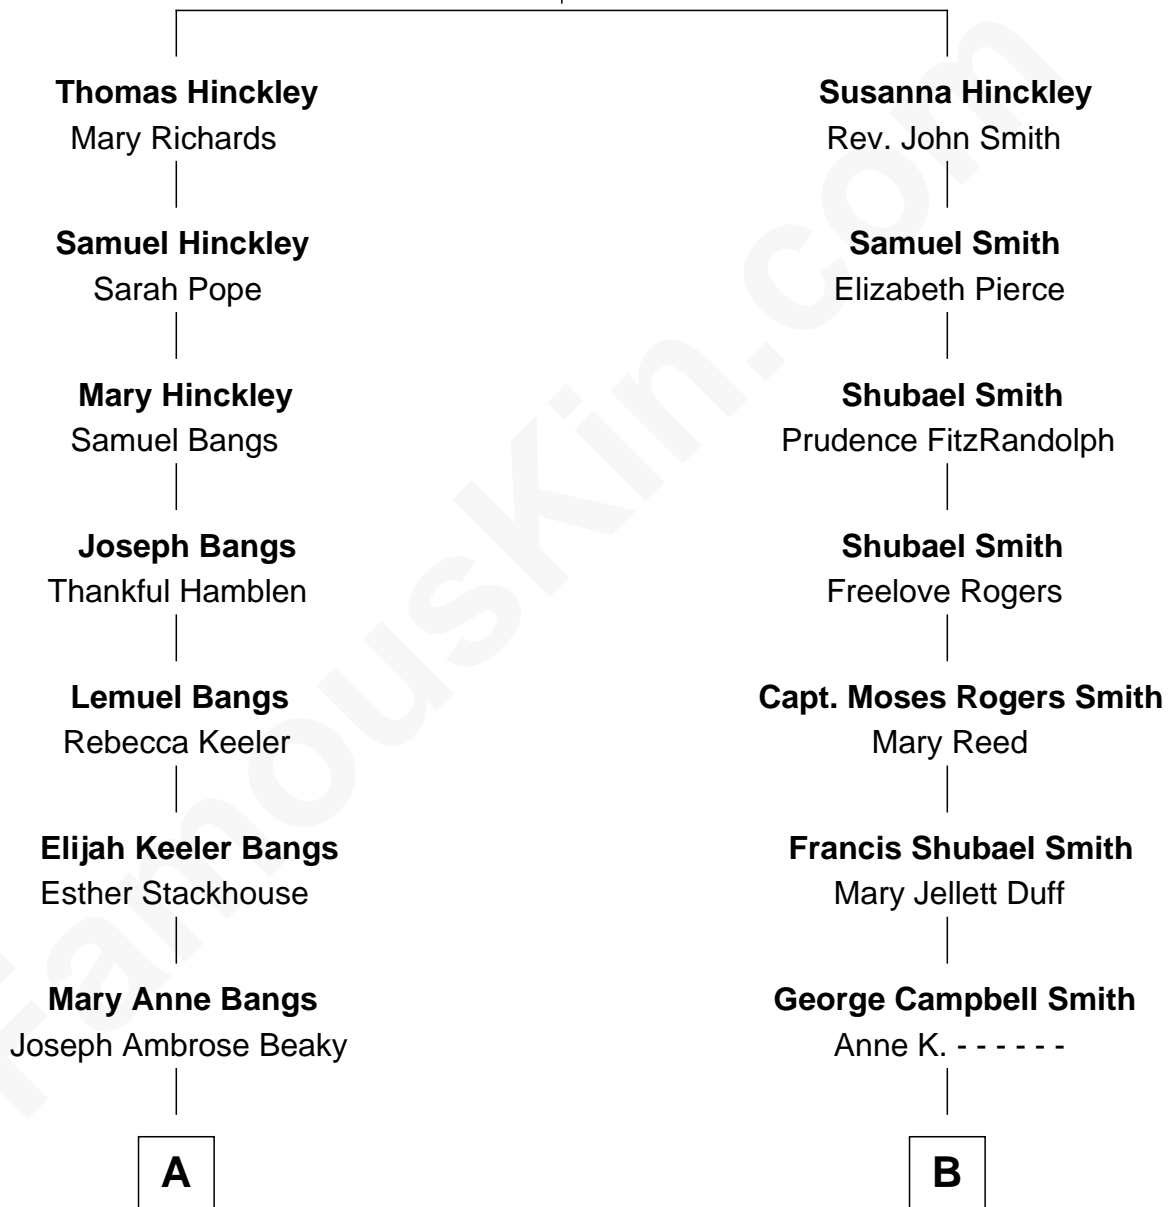 Thomas Hinckley
Mary Richards
Samuel Hinckley
Sarah Pope
Mary Hinckley
Samuel Bangs
Joseph Bangs
Thankful Hamblen
Lemuel Bangs
Rebecca Keeler
Elijah Keeler Bangs
Esther Stackhouse
Mary Anne Bangs
Joseph Ambrose Beaky
A
Susanna Hinckley
Rev. John Smith
Samuel Smith
Elizabeth Pierce
Shubael Smith
Prudence FitzRandolph
Shubael Smith
Freelove Rogers
Capt. Moses Rogers Smith
Mary Reed
Francis Shubael Smith
Mary Jellett Duff
George Campbell Smith
Anne K. - - - - - -
B
FamousKin.com